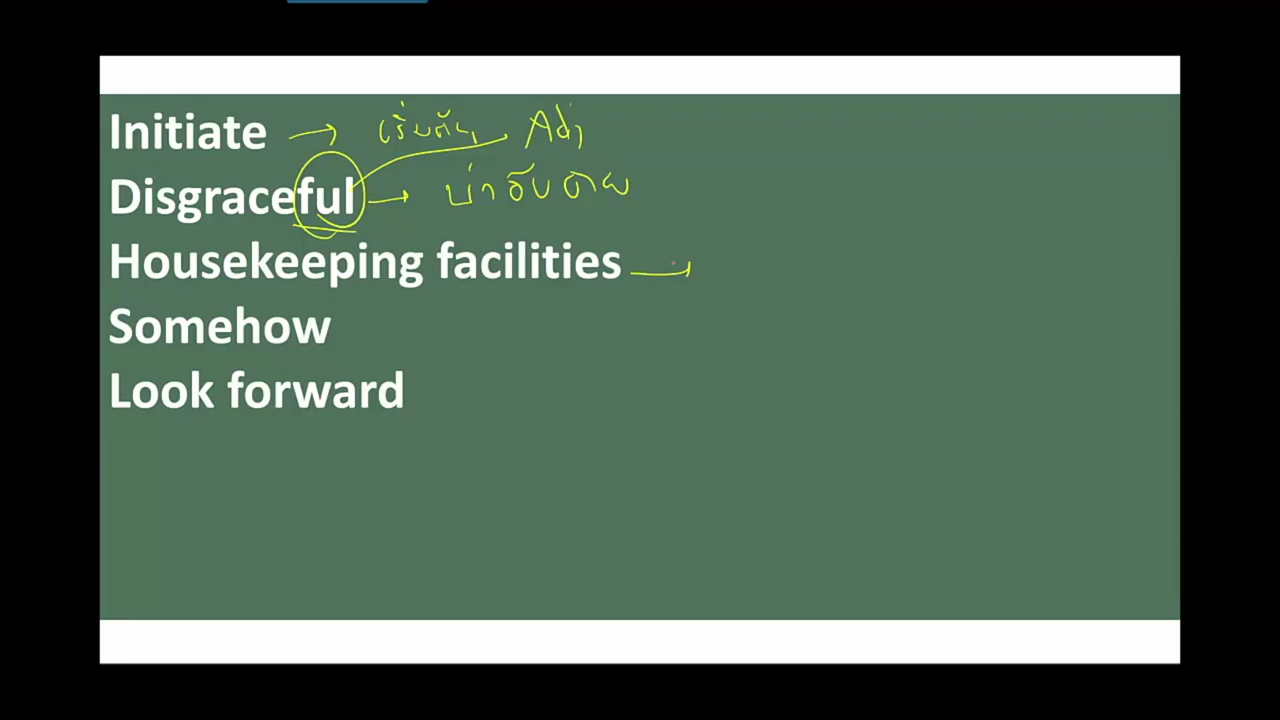 Initiate → เริ่มต้น Adj
Disgraceful → น่าอับอาย
Housekeeping facilities →
Somehow
Look forward